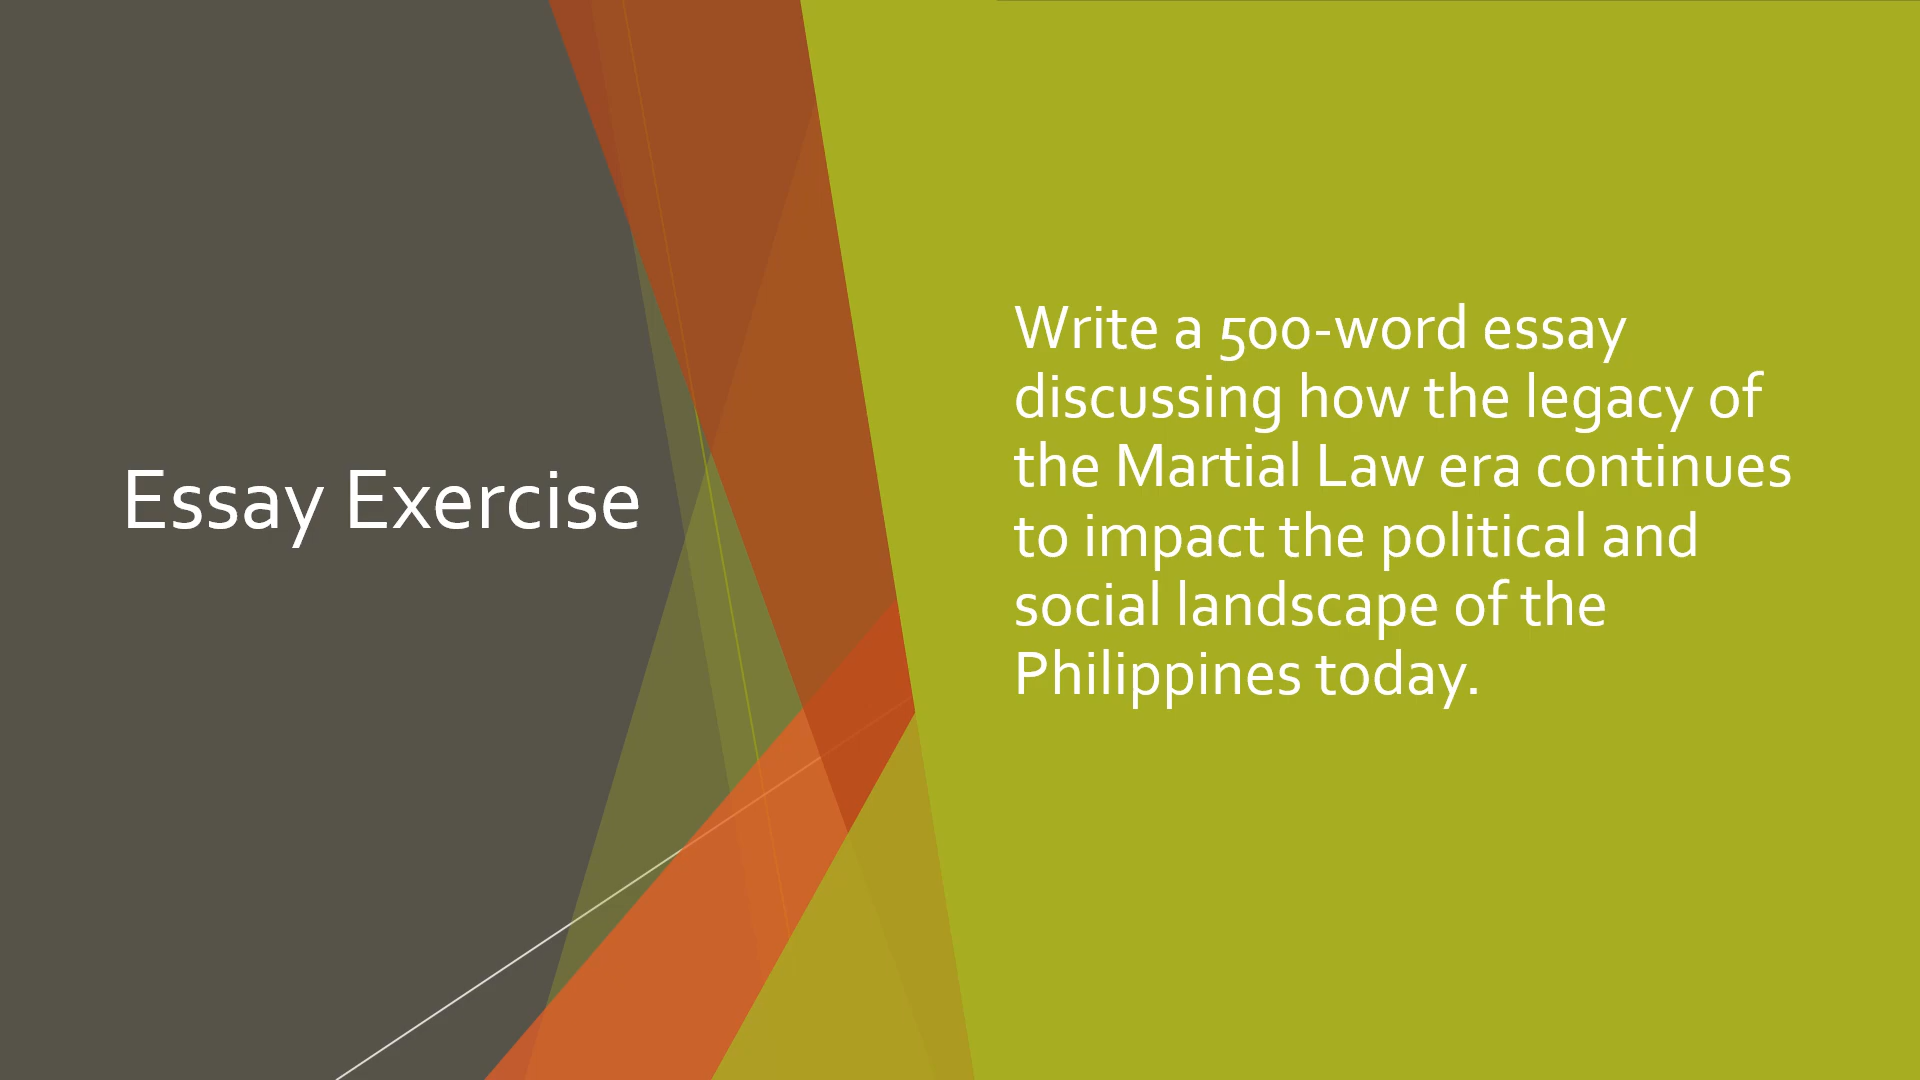 Essay Exercise
Write a 500-word essay
discussing how the legacy of
the Martial Law era continues
to impact the political and
social landscape of the
Philippines today.